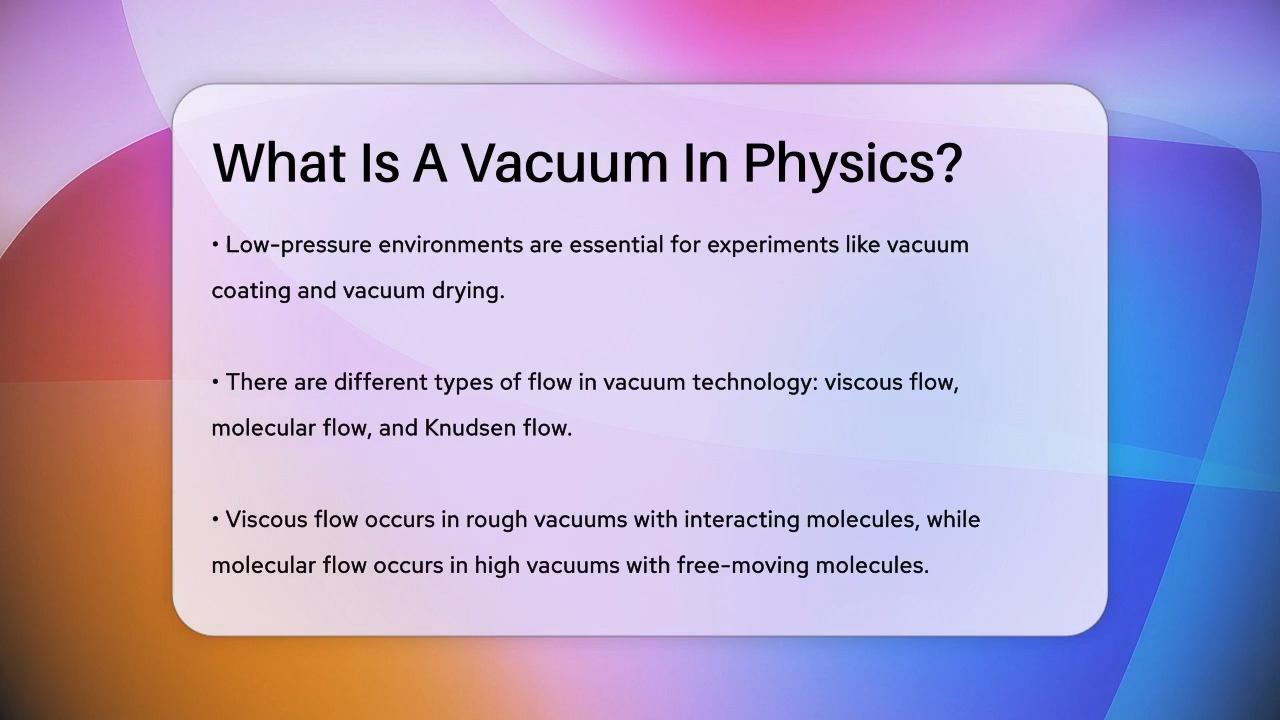 What Is A Vacuum In Physics?
• Low-pressure environments are essential for experiments like vacuum
coating and vacuum drying.
• There are different types of flow in vacuum technology: viscous flow,
molecular flow, and Knudsen flow.
• Viscous flow occurs in rough vacuums with interacting molecules, while
molecular flow occurs in high vacuums with free-moving molecules.